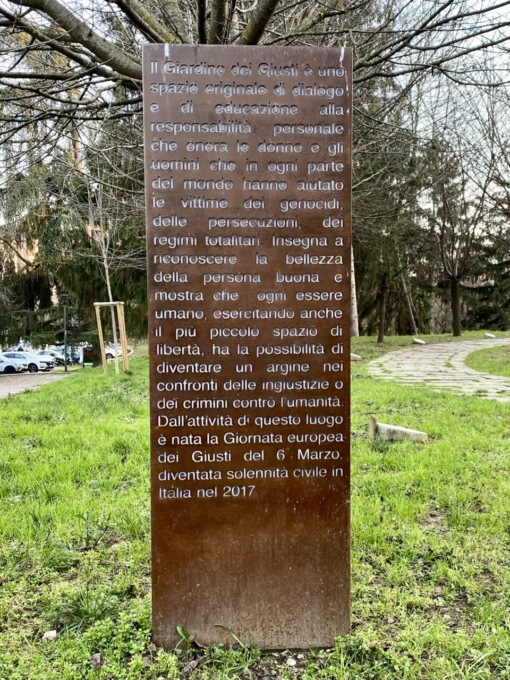 Il Giardino dei Giusti è uno
spazio originale di dialogo
e di educazione alla
responsabilità personale
che onora le donne e gli
uomini che in ogni parte
del mondo hanno aiutato
le vittime dei genocidi,
delle persecuzioni, dei
regimi totalitari. Insegna a
riconoscere la bellezza
della persona buona e
mostra che ogni essere
umano, esercitando anche
il più piccolo spazio di
libertà, ha la possibilità di
diventare un argine nei
confronti delle ingiustizie o
dei crimini contro l'umanità.
Dall'attività di questo luogo
è nata la Giornata europea
dei Giusti del 6 Marzo,
diventata solennità civile in
Italia nel 2017